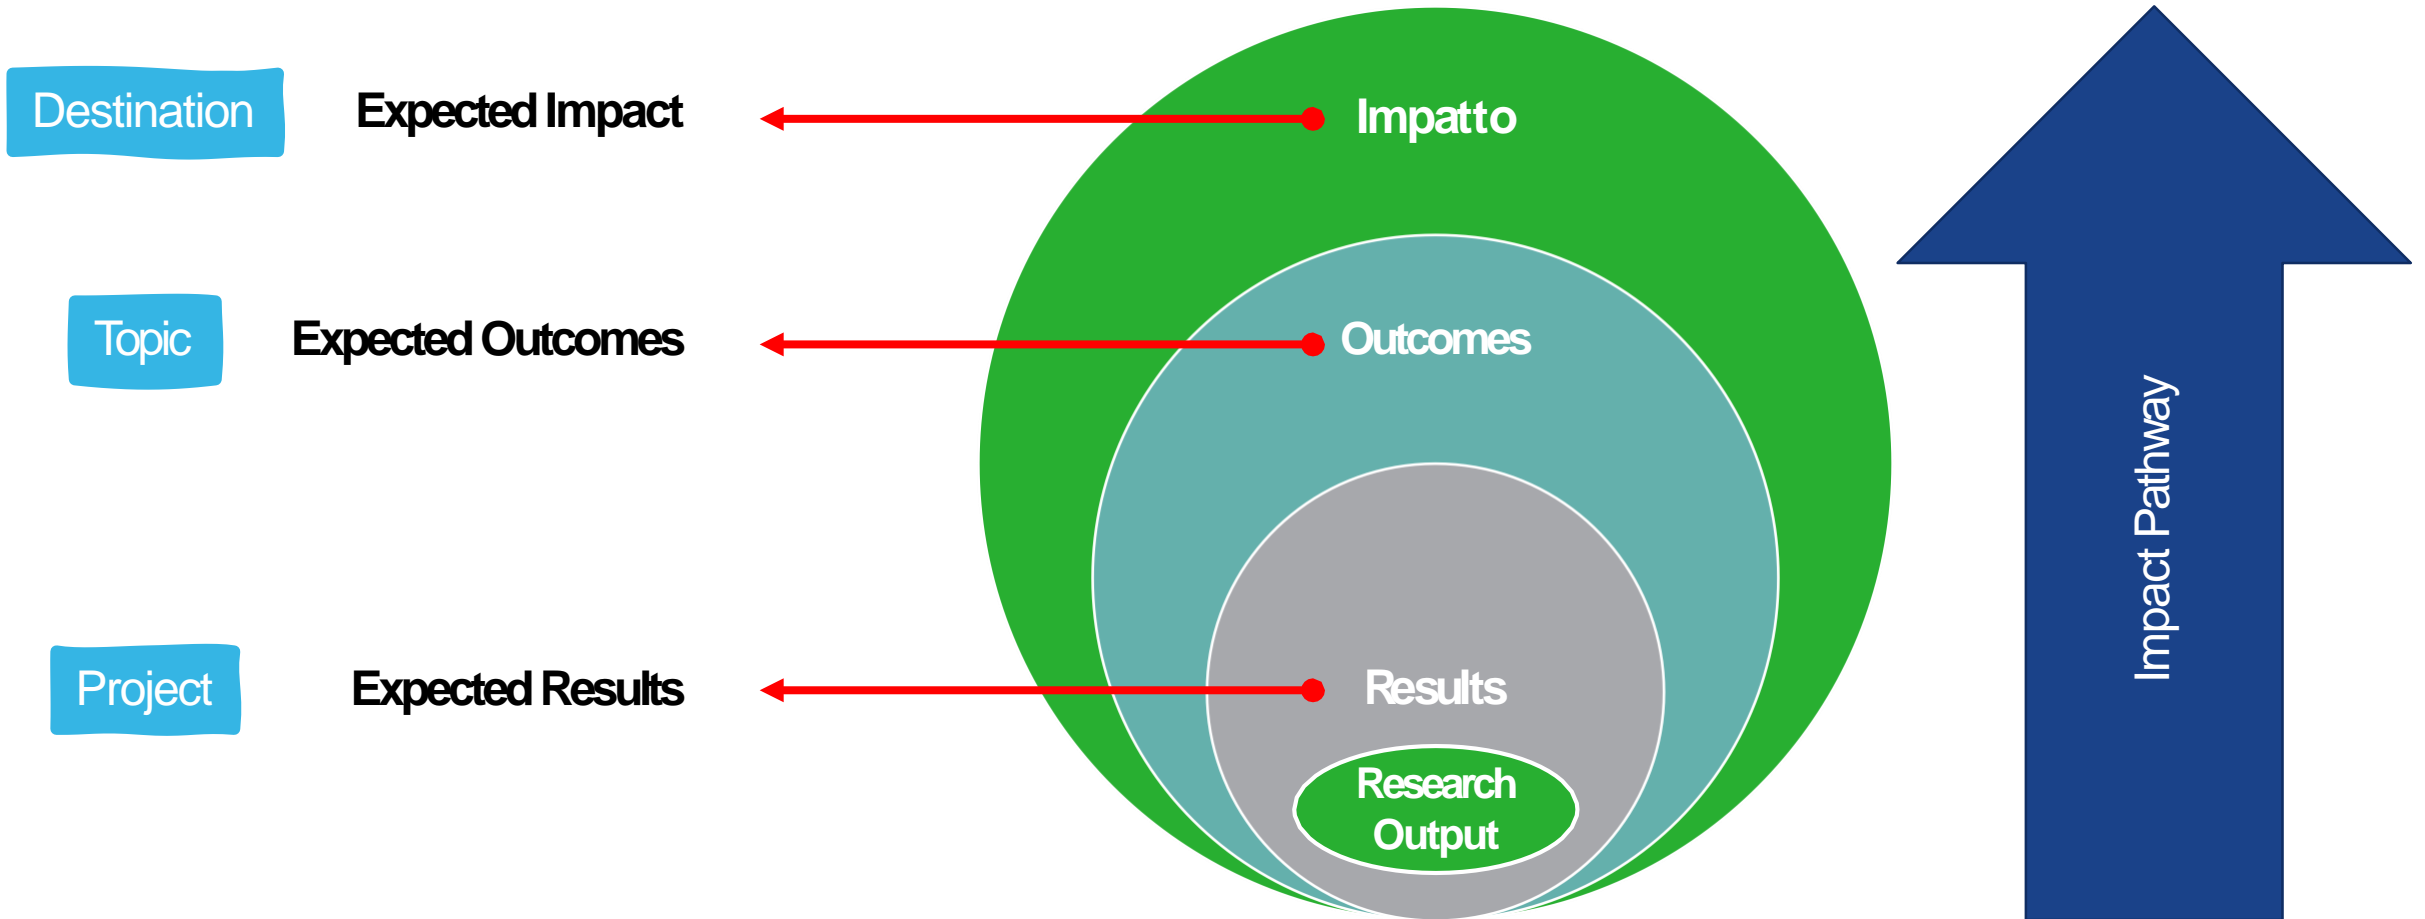 Destination
Expected Impact
Impatto
Topic
Expected Outcomes
Outcomes
Project
Expected Results
Results
Research
Output
Impact Pathway